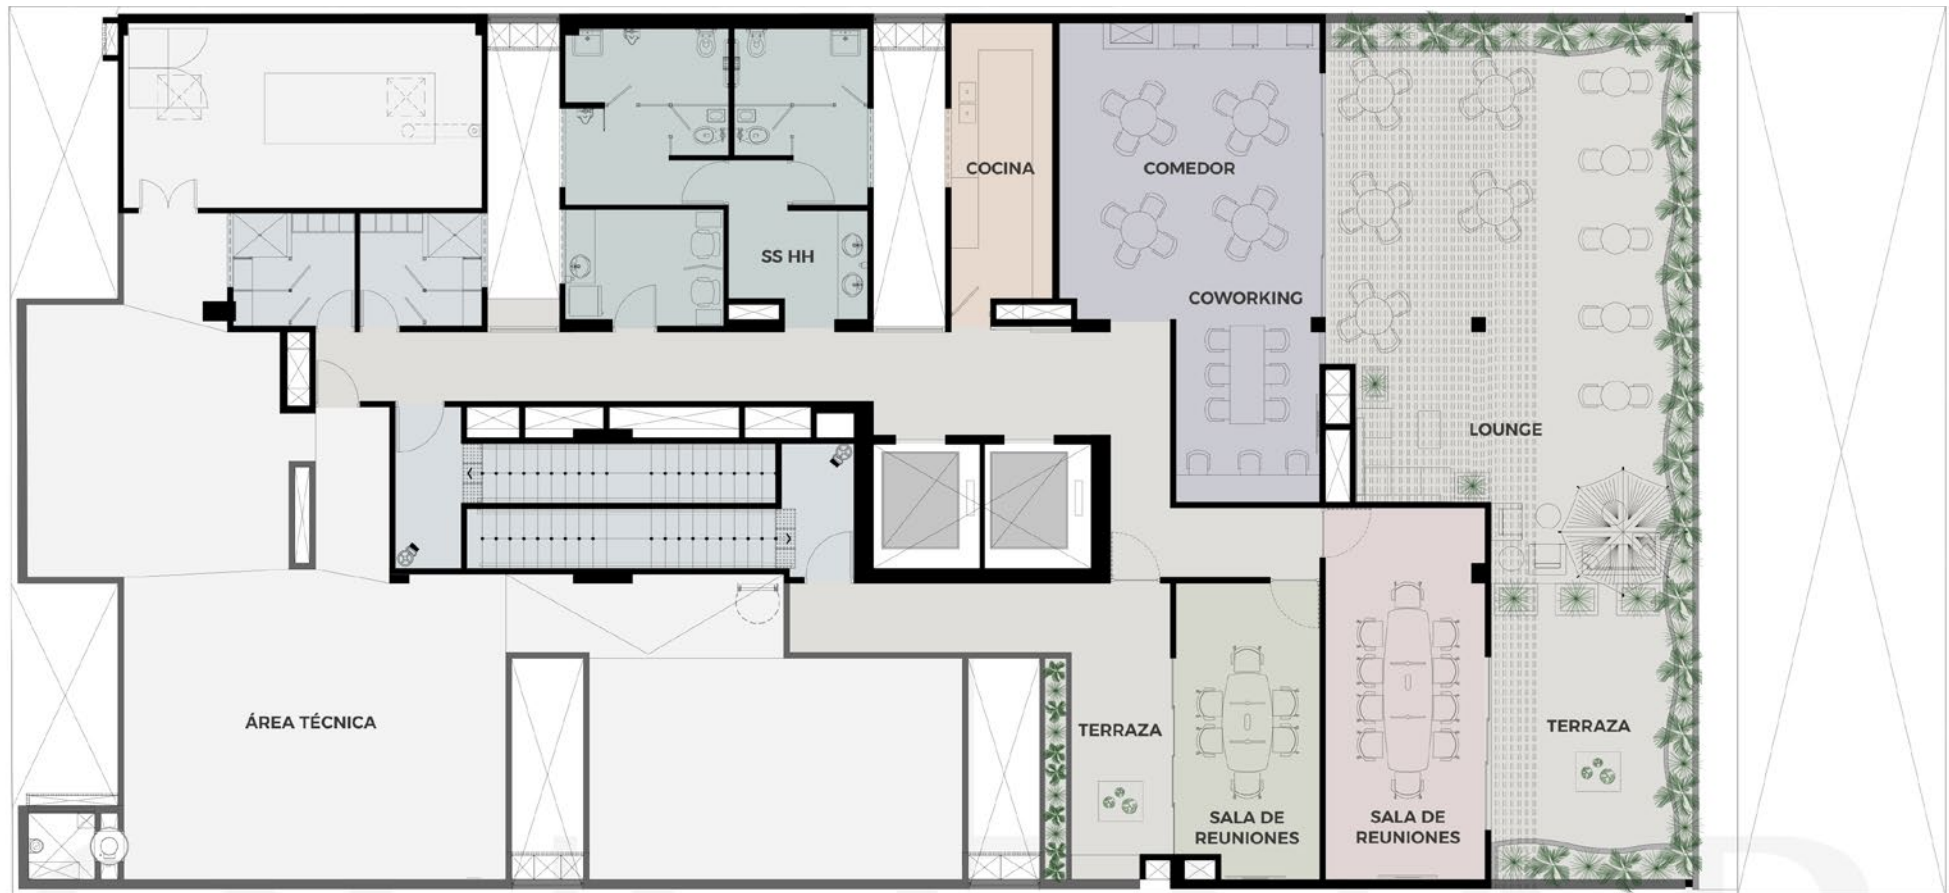 COCINA
COMEDOR
SS HH
COWORKING
LOUNGE
ÁREA TÉCNICA
TERRAZA
TERRAZA
SALA DE
REUNIONES
SALA DE
REUNIONES